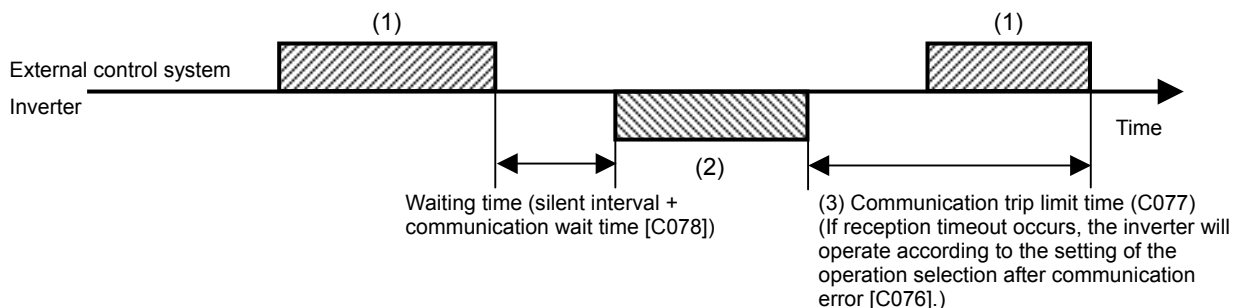 (1)
(1)
External control system
Inverter
Time
(2)
Waiting time (silent interval +
communication wait time [C078])
(3) Communication trip limit time (C077)
(If reception timeout occurs, the inverter will
operate according to the setting of the
operation selection after communication
error [C076].)